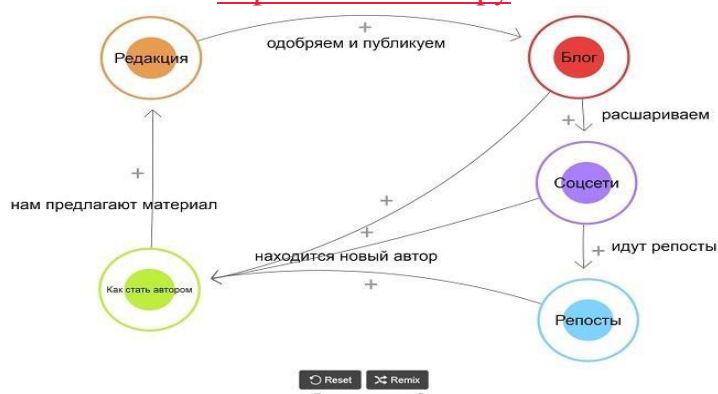 одобряем и публикуем
Редакция
Блог
расшариваем
Соцсети
нам предлагают материал
находится новый автор
идут репосты
Как стать автором
Репосты
Reset
Remix